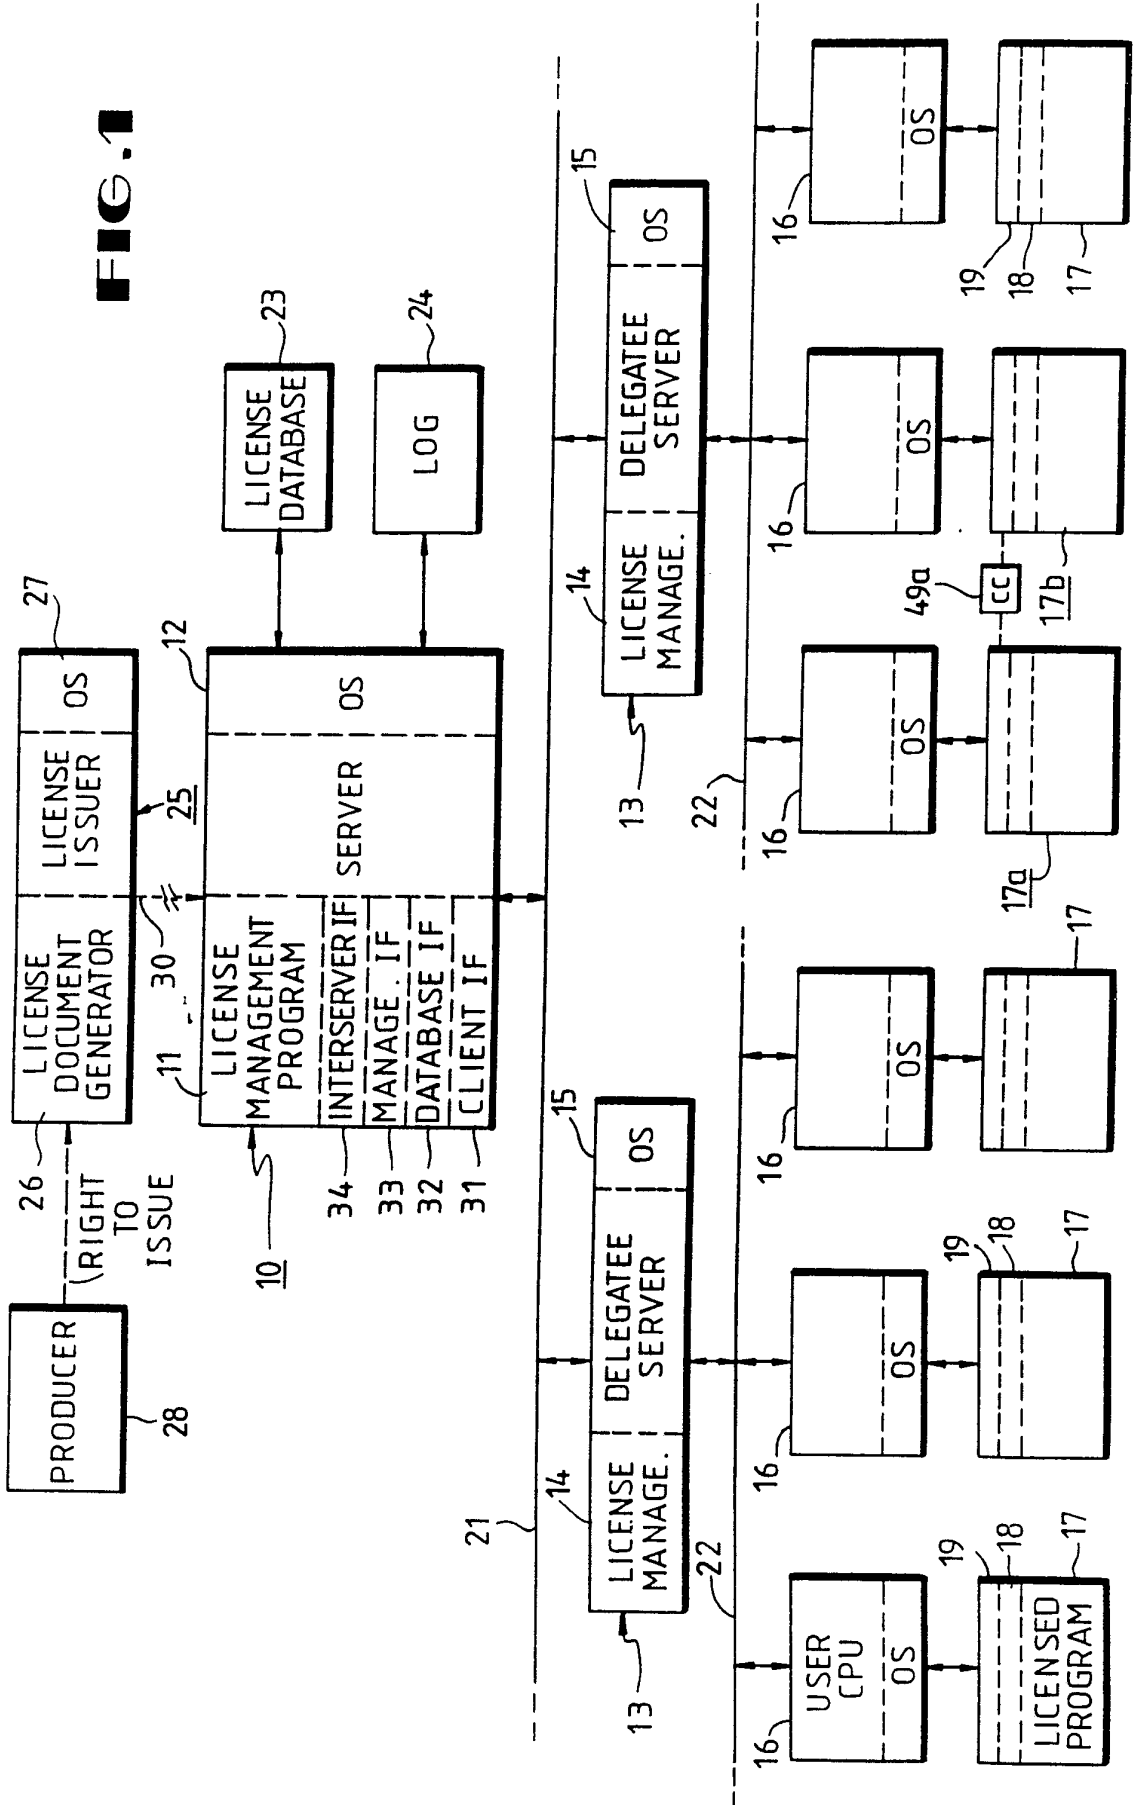 FIG.1
PRODUCER
28
(RIGHT
TO
ISSUE
26
LICENSE
DOCUMENT
GENERATOR
LICENSE
ISSUER
OS
27
25
30
10
11
LICENSE
MANAGEMENT
PROGRAM
INTERSERVER IF
MANAGE. IF
DATABASE IF
CLIENT IF
34
33
32
31
SERVER
OS
12
LICENSE
DATABASE
23
LOG
24
21
13
14
LICENSE
MANAGE.
DELEGATEE
SERVER
OS
15
13
14
LICENSE
MANAGE.
DELEGATEE
SERVER
OS
15
22
22
16
USER
CPU
OS
16
OS
16
OS
16
OS
16
OS
16
OS
19
18
17
LICENSED
PROGRAM
19
18
17
17
17a
49a
CC
17b
19
18
17